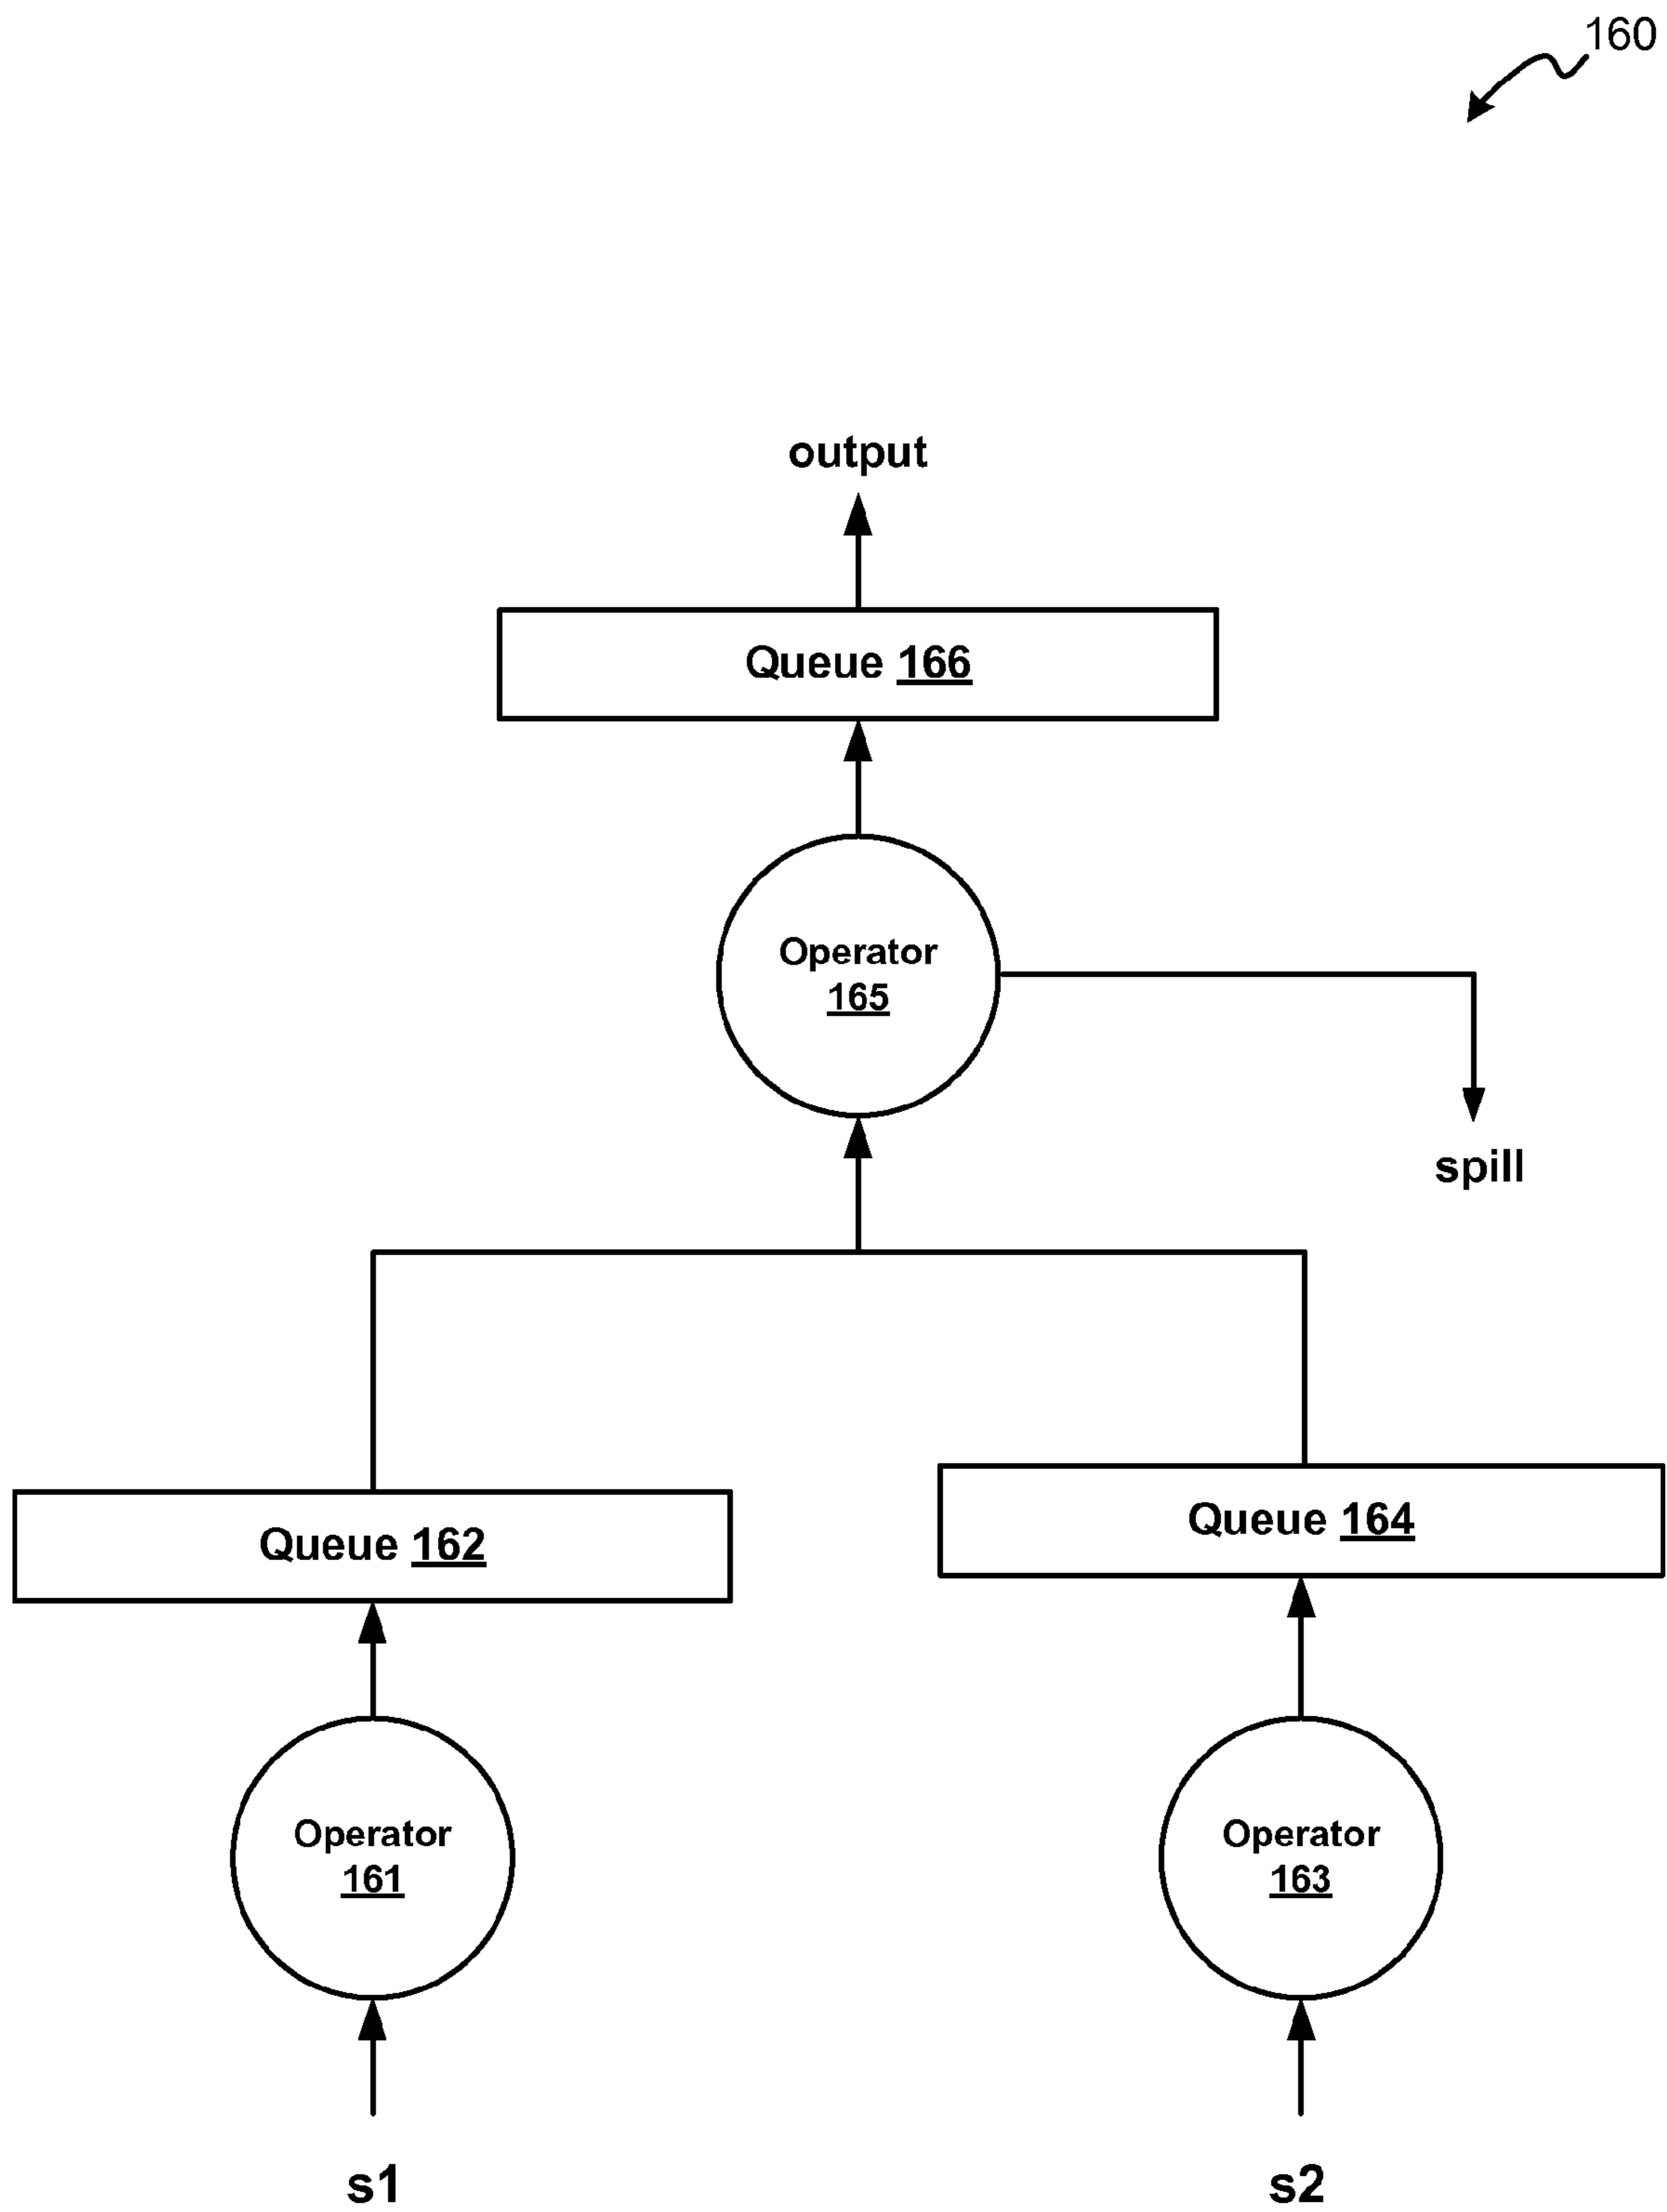 160
output
Queue 166
Operator
165
spill
Queue 164
Queue 162
Operator
161
Operator
163
s1
s2